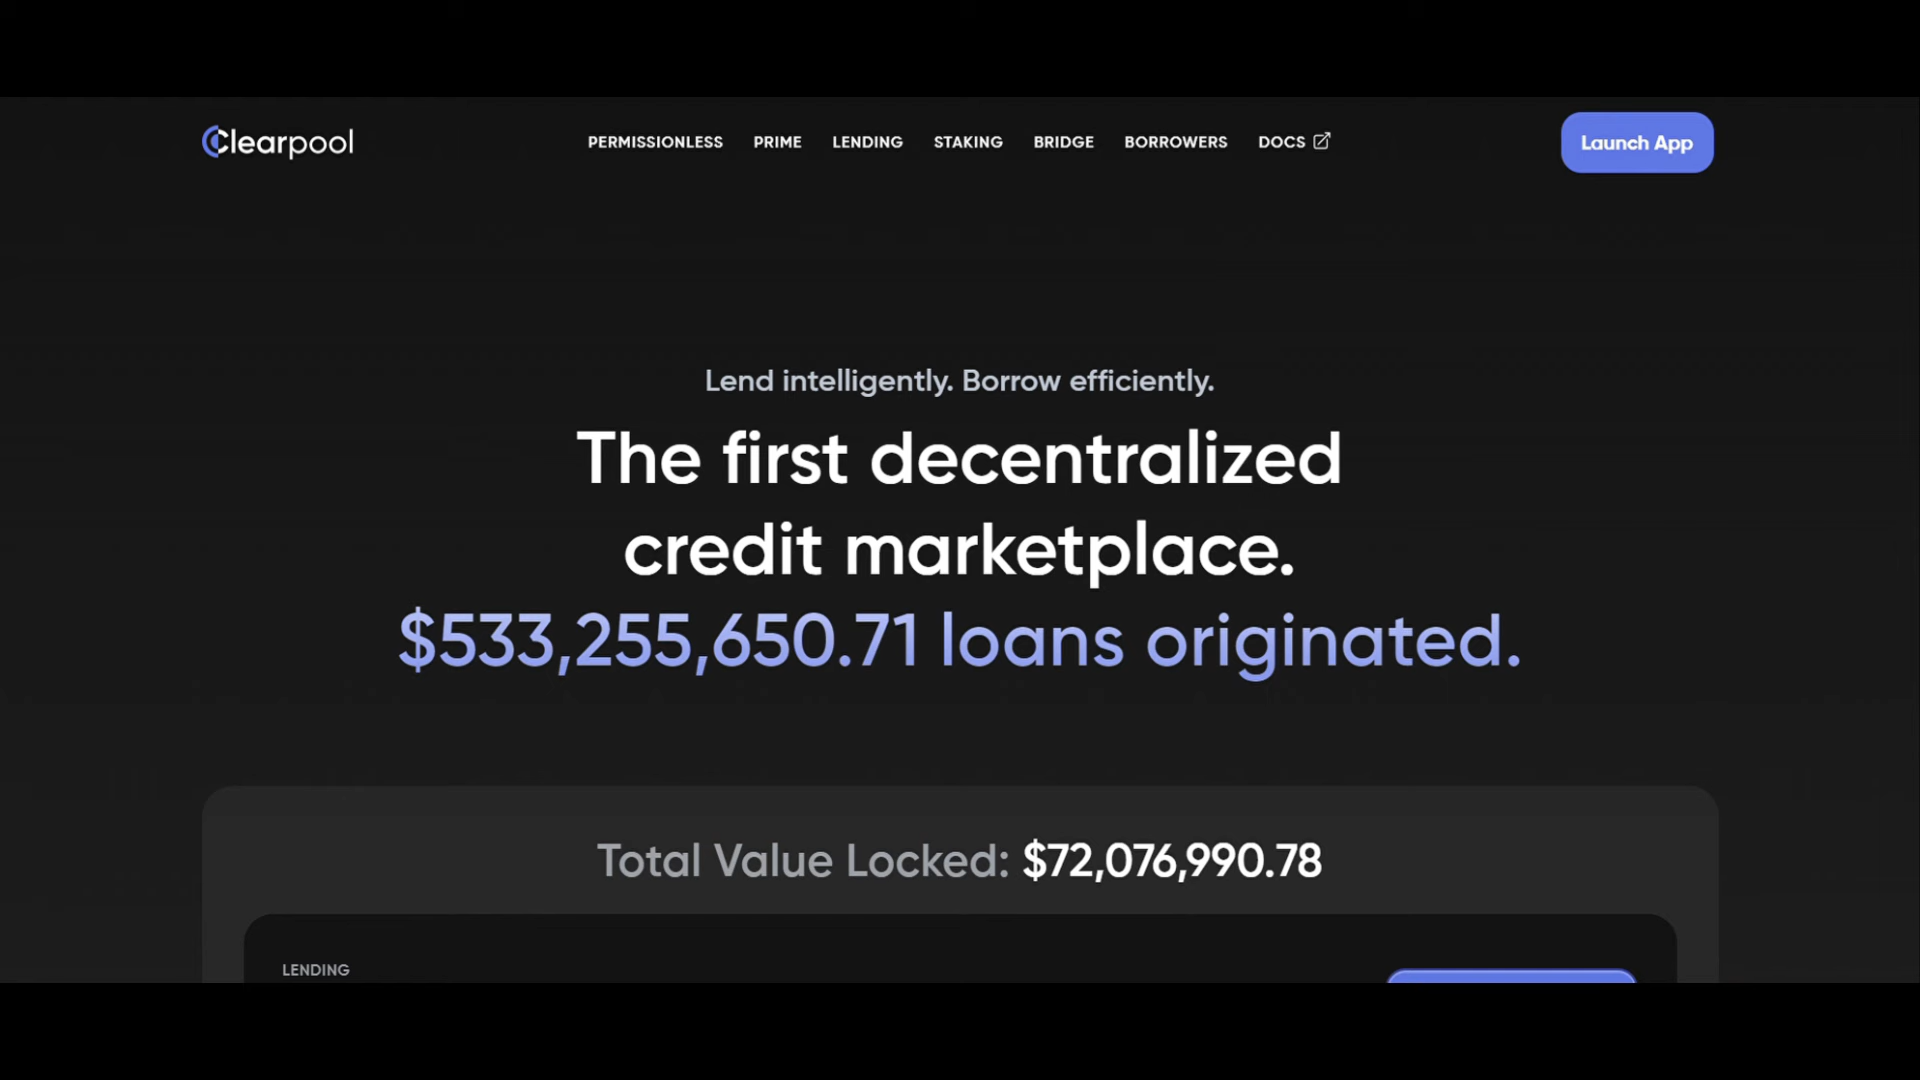 Clearpool
PERMISSIONLESS PRIME LENDING STAKING BRIDGE BORROWERS DOCS
Launch App
Lend intelligently. Borrow efficiently.
The first decentralized
credit marketplace.
$533,255,650.71 loans originated.
Total Value Locked: $72,076,990.78
LENDING